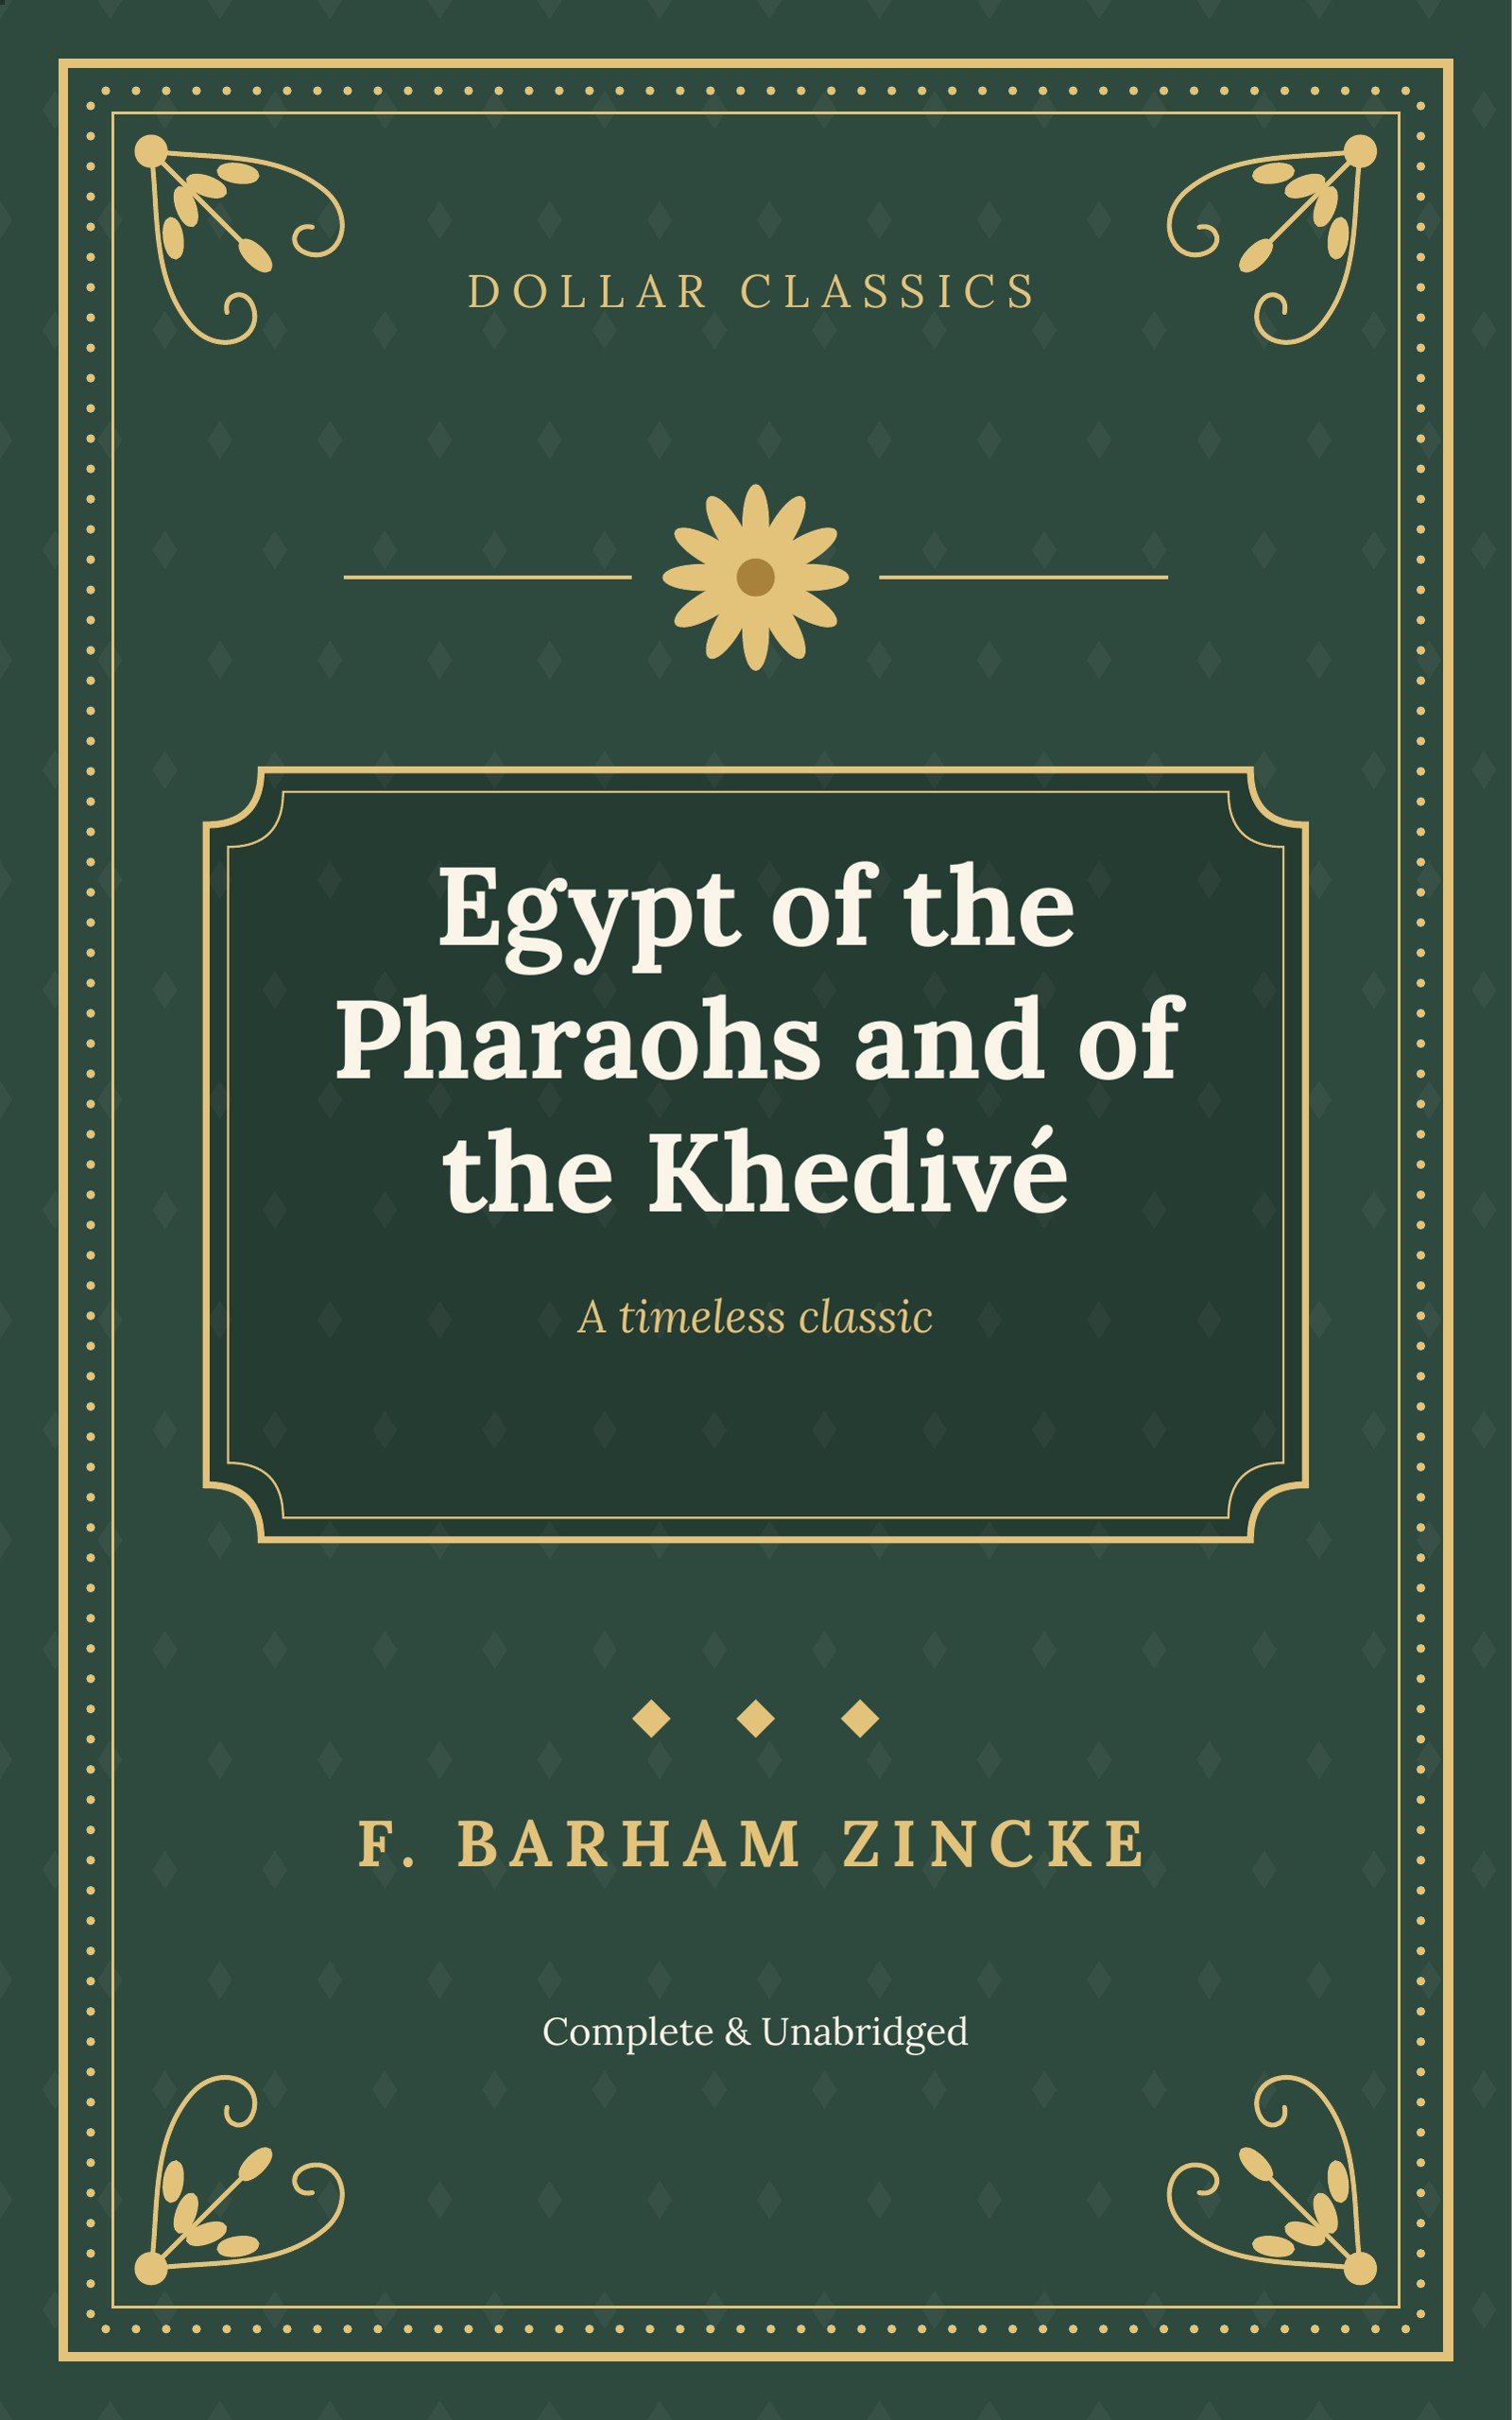 DOLLAR CLASSICS
Egypt of the
Pharaohs and of
the Khedivé
A timeless classic
F. BARHAM ZINCKE
Complete & Unabridged